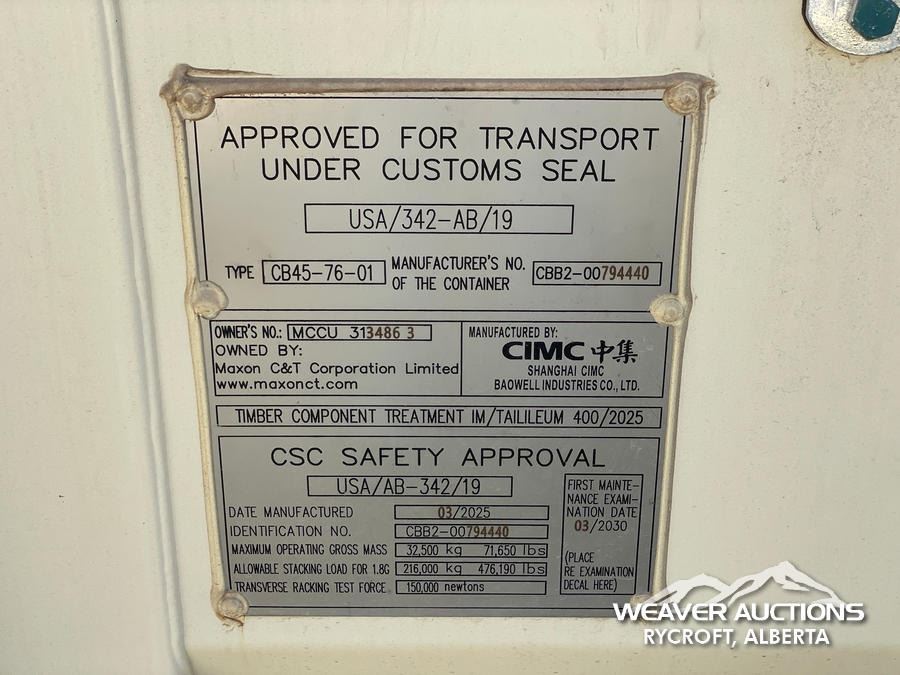 APPROVED FOR TRANSPORT
UNDER CUSTOMS SEAL
USA/342-AB/19
TYPE CB45-76-01 MANUFACTURER'S NO. OF THE CONTAINER CBB2-00794440
OWNER'S NO.: MCCU 313486 3
OWNED BY:
Maxon C&T Corporation Limited
www.maxonct.com
MANUFACTURED BY:
CIMC 中集
SHANGHAI CIMC
BAOWELL INDUSTRIES CO., LTD.
TIMBER COMPONENT TREATMENT IM/TAILILEUM 400/2025
CSC SAFETY APPROVAL
USA/AB-342/19
DATE MANUFACTURED 03/2025
IDENTIFICATION NO. CBB2-00794440
MAXIMUM OPERATING GROSS MASS 32,500 kg 71,650 lbs
ALLOWABLE STACKING LOAD FOR 1.8G 216,000 kg 476,190 lbs
TRANSVERSE RACKING TEST FORCE 150,000 newtons
FIRST MAINTE-
NANCE EXAMI-
NATION DATE
03/2030
(PLACE
RE EXAMINATION
DECAL HERE)
WEAVER AUCTIONS
RYCROFT, ALBERTA